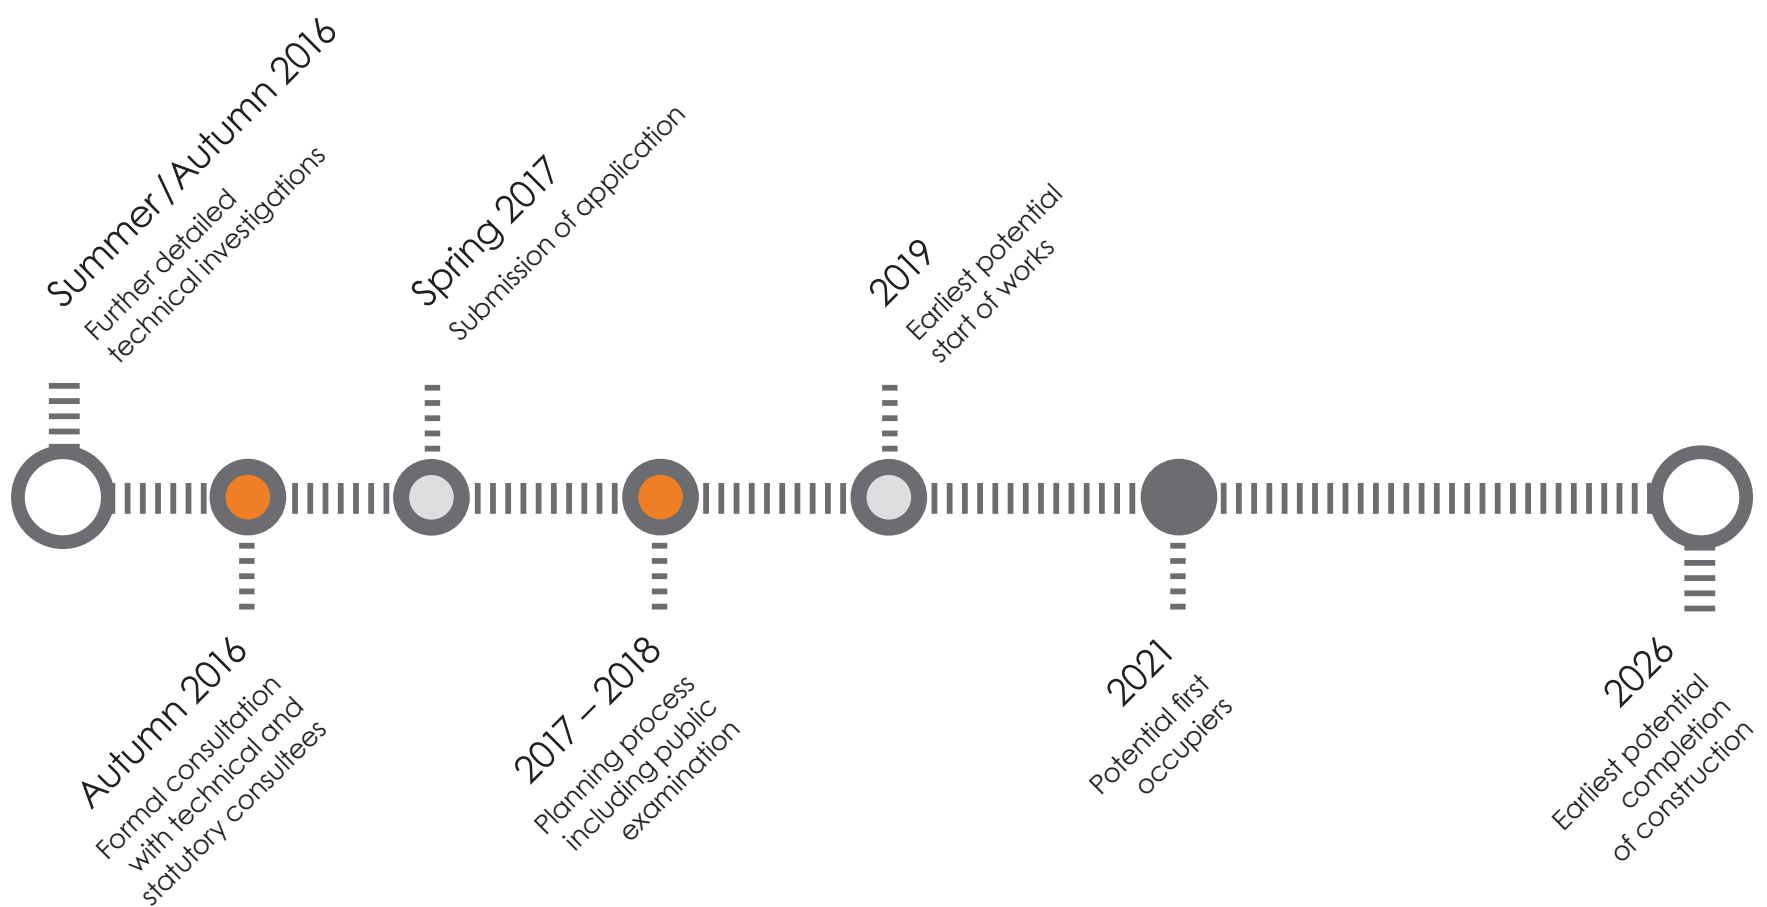 Summer/Autumn 2016
Further detailed
technical investigations
Autumn 2016
Formal consultation
with technical and
statutory consultees
Spring 2017
Submission of application
2017 – 2018
Planning process
including public
examination
2019
Earliest potential
start of works
2021
Potential first
occupiers
2026
Earliest potential
completion
of construction